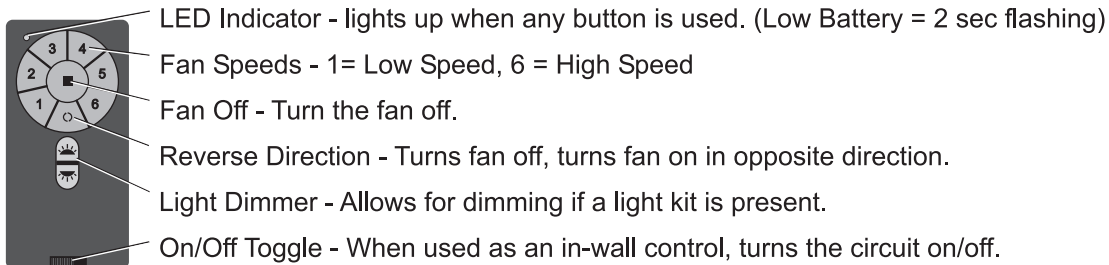 LED Indicator - lights up when any button is used. (Low Battery = 2 sec flashing)
3 4
Fan Speeds - 1= Low Speed, 6 = High Speed
2 5
Fan Off - Turn the fan off.
1 6
Reverse Direction - Turns fan off, turns fan on in opposite direction.
Light Dimmer - Allows for dimming if a light kit is present.
On/Off Toggle - When used as an in-wall control, turns the circuit on/off.